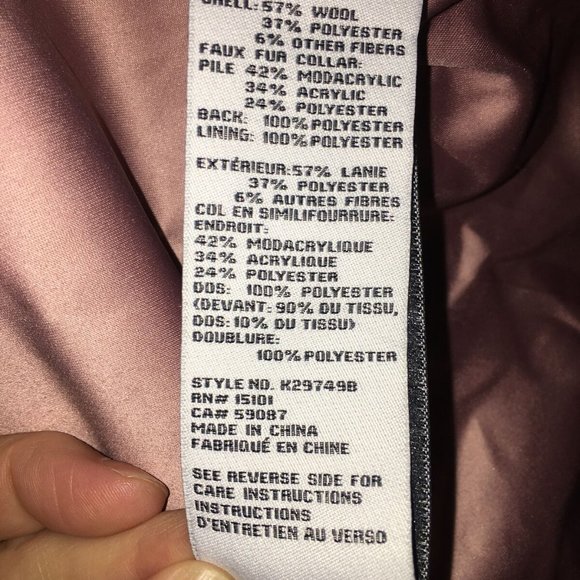 SHELL: 57% WOOL
37% POLYESTER
6% OTHER FIBERS
FAUX FUR COLLAR:
PILE 42% MODACRYLIC
34% ACRYLIC
24% POLYESTER
BACK: 100% POLYESTER
LINING: 100% POLYESTER
EXTÉRIEUR: 57% LANIE
37% POLYESTER
6% AUTRES FIBRES
COL EN SIMILIFOURRURE:
ENDROIT:
42% MODACRYLIQUE
34% ACRYLIQUE
24% POLYESTER
DOS: 100% POLYESTER
(DEVANT: 90% DU TISSU,
DOS: 10% DU TISSU)
DOUBLURE:
100% POLYESTER
STYLE NO. K29749B
RN# 15101
CA# 59087
MADE IN CHINA
FABRIQUÉ EN CHINE
SEE REVERSE SIDE FOR
CARE INSTRUCTIONS
INSTRUCTIONS
D'ENTRETIEN AU VERSO